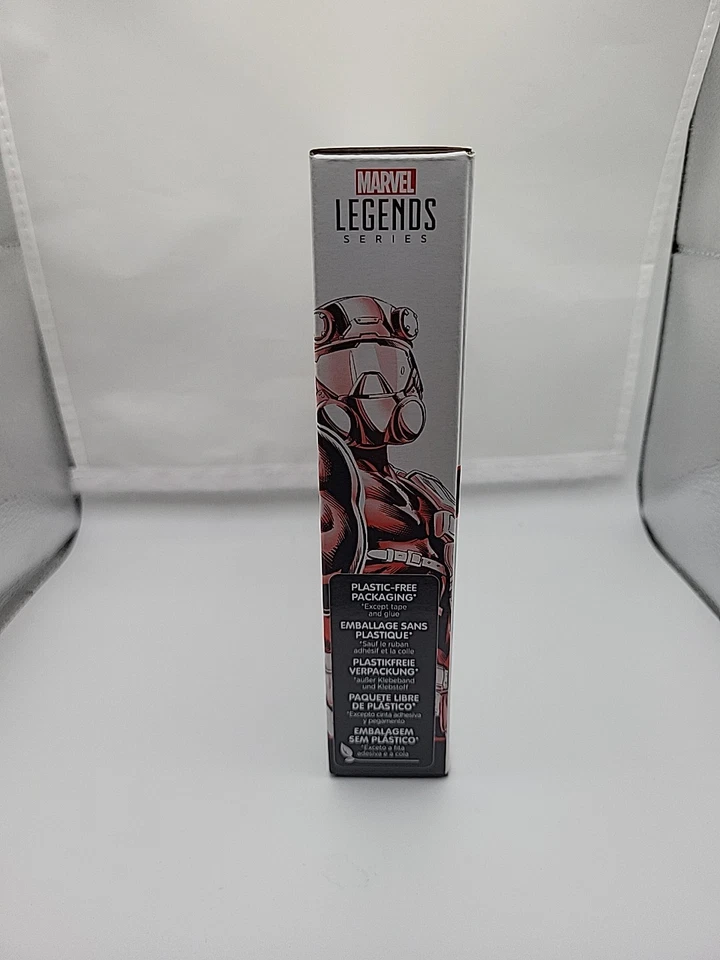 MARVEL
LEGENDS
SERIES
PLASTIC-FREE
PACKAGING*
*Except tape
and glue
EMBALLAGE SANS
PLASTIQUE*
*Sauf le ruban
adhésif et la colle
PLASTIKFREIE
VERPACKUNG*
*außer Klebeband
und Klebstoff
PAQUETE LIBRE
DE PLÁSTICO*
*Excepto cinta adhesiva
y pegamento
EMBALAGEM
SEM PLÁSTICO*
*Exceto a fita
adesiva e a cola